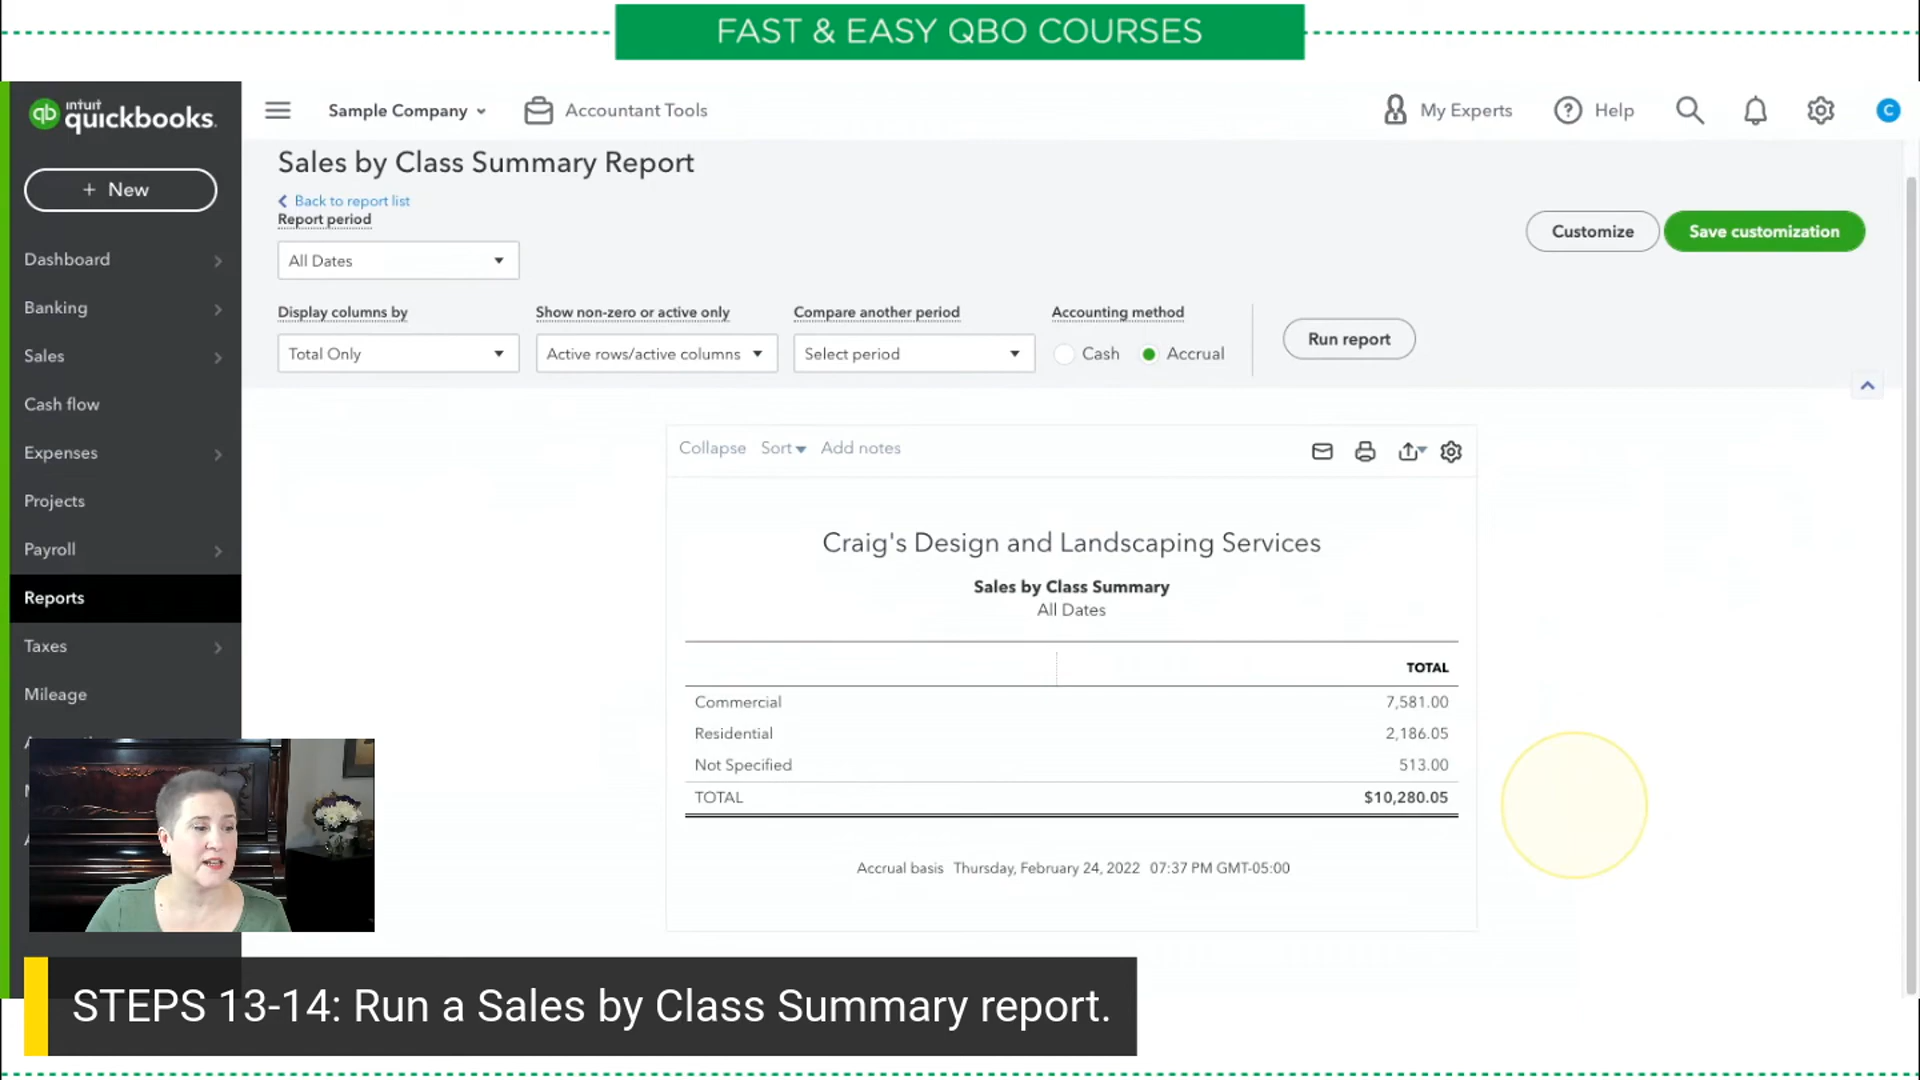 FAST & EASY QBO COURSES
qb intuit quickbooks.
Sample Company
Accountant Tools
My Experts
Help
C
+ New
Dashboard
Banking
Sales
Cash flow
Expenses
Projects
Payroll
Reports
Taxes
Mileage
Sales by Class Summary Report
Back to report list
Report period
All Dates
Customize
Save customization
Display columns by
Show non-zero or active only
Compare another period
Accounting method
Total Only
Active rows/active columns
Select period
Cash
Accrual
Run report
Collapse Sort Add notes
Craig's Design and Landscaping Services
Sales by Class Summary
All Dates
TOTAL
Commercial 7,581.00
Residential 2,186.05
Not Specified 513.00
TOTAL $10,280.05
Accrual basis Thursday, February 24, 2022 07:37 PM GMT-05:00
STEPS 13-14: Run a Sales by Class Summary report.